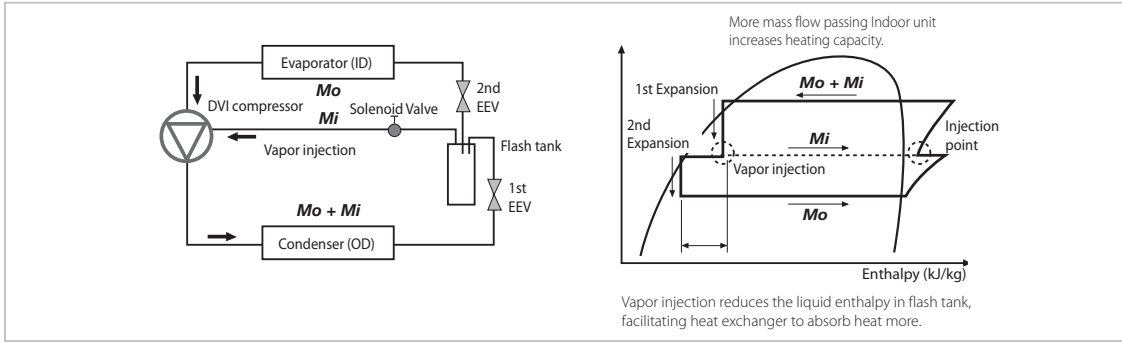 Evaporator (ID)
Mo
DVI compressor
Mi
Solenoid Valve
2nd
EEV
Vapor injection
Flash tank
1st
EEV
Mo + Mi
Condenser (OD)
More mass flow passing Indoor unit
increases heating capacity.
1st Expansion
Mo + Mi
2nd
Expansion
Mi
Injection
point
Vapor injection
Mo
Enthalpy (kJ/kg)
Vapor injection reduces the liquid enthalpy in flash tank,
facilitating heat exchanger to absorb heat more.